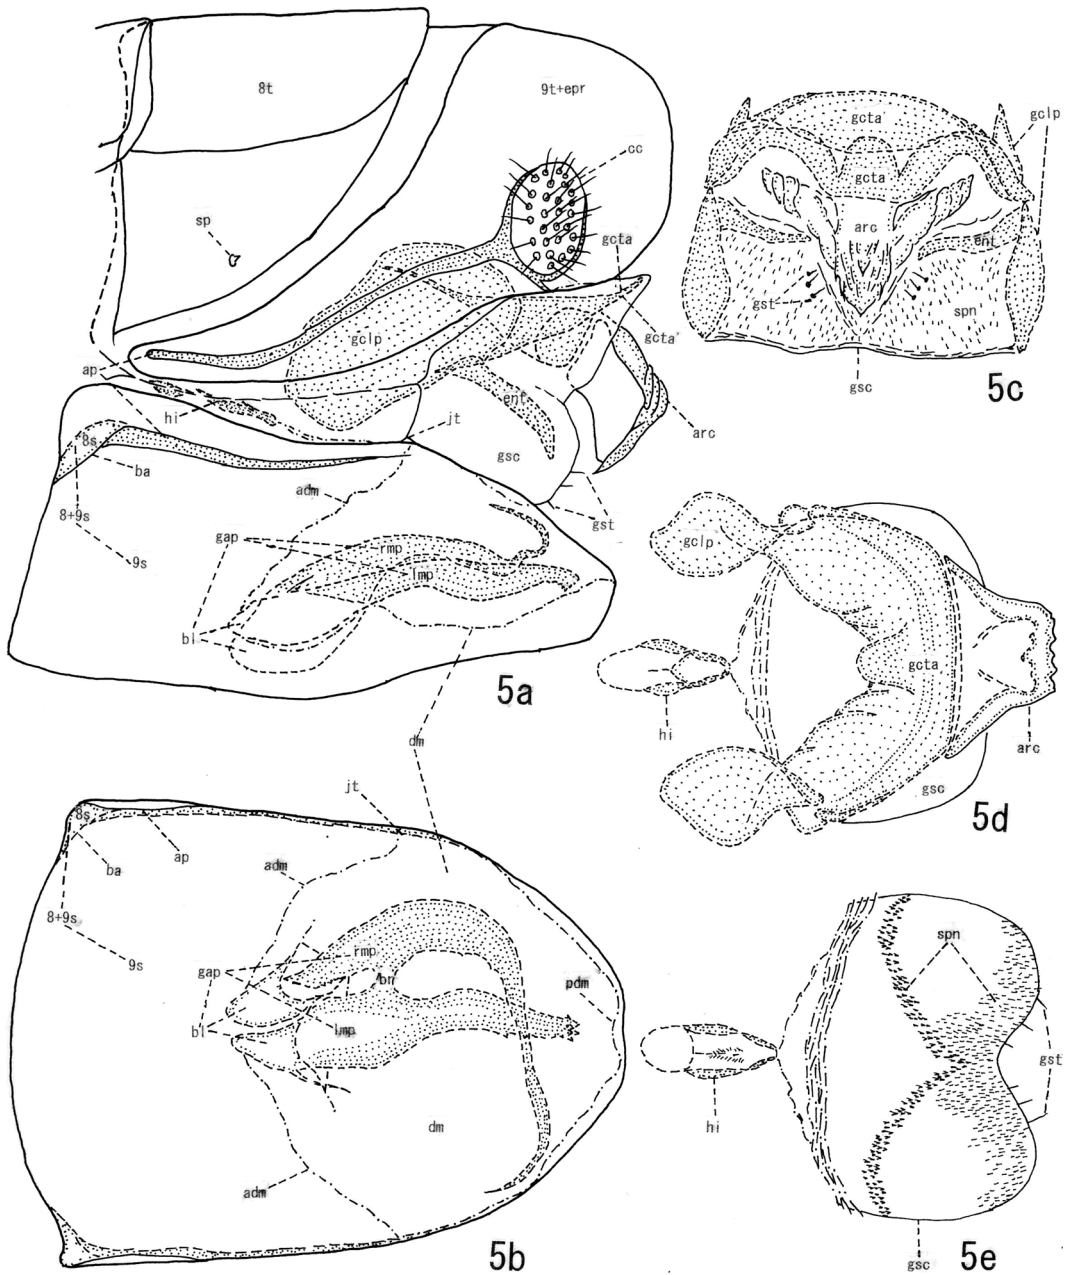 8t
9t+epr
cc
sp
gcta
gclp
gcta'
ap
hi
ent
jt
arc
8s
ba
gsc
adm
8+9s
gst
gap
9s
rmp
lmp
bl
5a
dm
gcta'
gclp
gcta
arc
ent
gst
spn
gsc
5c
gclp
gcta
hi
arc
gsc
5d
jt
8s
ap
ba
adm
8+9s
9s
rmp
gap
bn
pdm
bl
lmp
dm
adm
5b
spn
gst
hi
5e
gsc